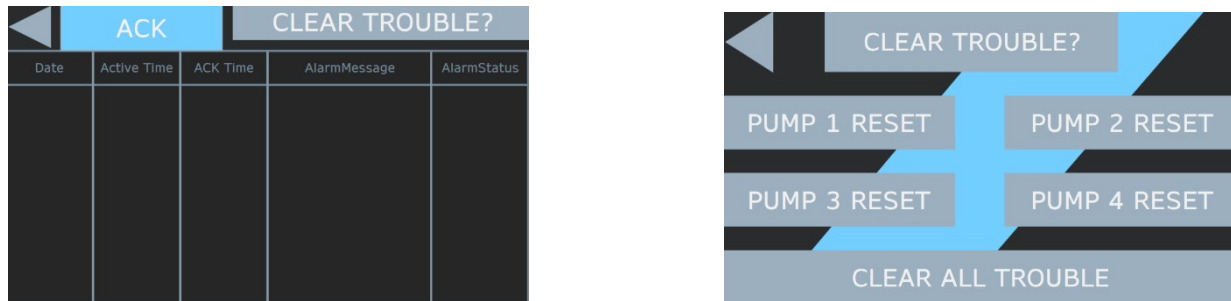 ACK
CLEAR TROUBLE?
Date
Active Time
ACK Time
AlarmMessage
AlarmStatus
CLEAR TROUBLE?
PUMP 1 RESET
PUMP 2 RESET
PUMP 3 RESET
PUMP 4 RESET
CLEAR ALL TROUBLE